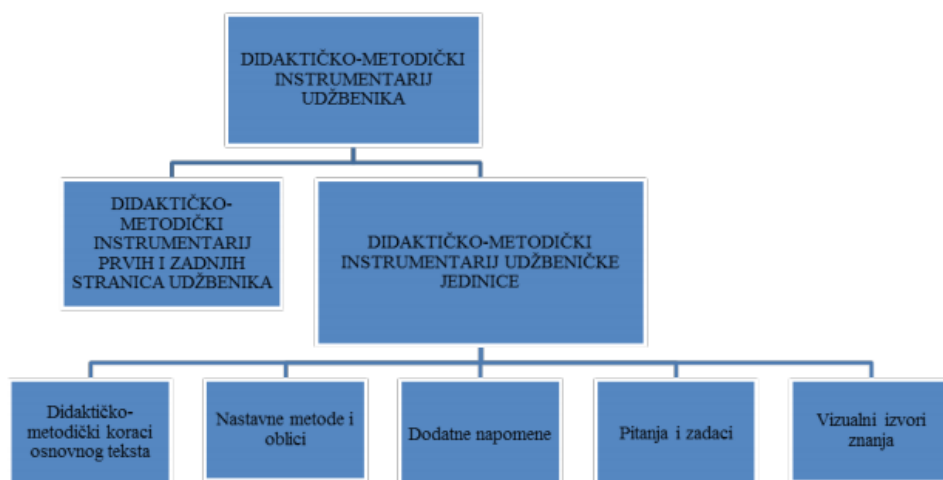 DIDAKTIČKO-METODIČKI
INSTRUMENTARIJ
UDŽBENIKA
DIDAKTIČKO-
METODIČKI
INSTRUMENTARIJ
PRVIH I ZADNJIH
STRANICA UDŽBENIKA
DIDAKTIČKO-METODIČKI
INSTRUMENTARIJ UDŽBENIČKE
JEDINICE
Didaktičko-
metodički koraci
osnovnog teksta
Nastavne metode i
oblici
Dodatne napomene
Pitanja i zadaci
Vizualni izvori
znanja